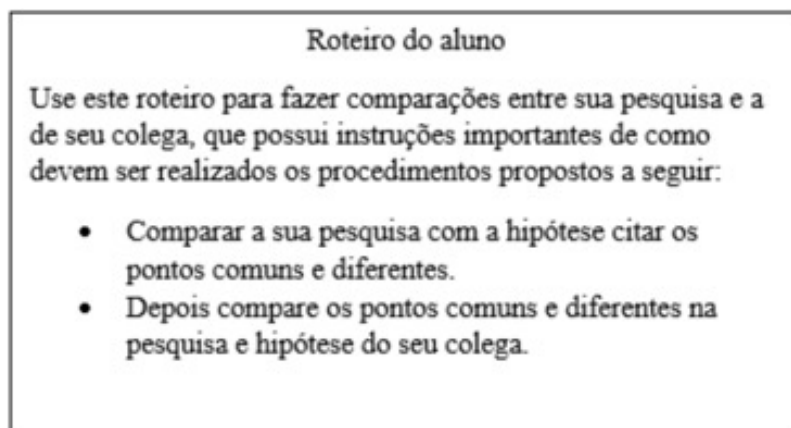 Roteiro do aluno
Use este roteiro para fazer comparações entre sua pesquisa e a
de seu colega, que possui instruções importantes de como
devem ser realizados os procedimentos propostos a seguir:
• Comparar a sua pesquisa com a hipótese citar os
pontos comuns e diferentes.
• Depois compare os pontos comuns e diferentes na
pesquisa e hipótese do seu colega.